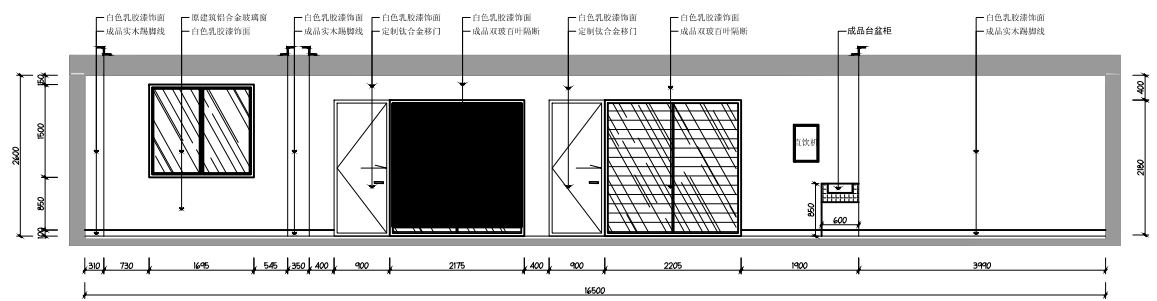 白色乳胶漆饰面
成品实木踢脚线
原建筑铝合金玻璃窗
白色乳胶漆饰面
白色乳胶漆饰面
成品实木踢脚线
白色乳胶漆饰面
定制钛合金移门
白色乳胶漆饰面
成品双玻百叶隔断
白色乳胶漆饰面
定制钛合金移门
白色乳胶漆饰面
成品双玻百叶隔断
成品台盆柜
白色乳胶漆饰面
成品实木踢脚线
150
1500
850
100
2600
直饮机
850
600
400
2180
310 730 1695 545 350 400 900 2175 400 900 2205 1900 3990
16500